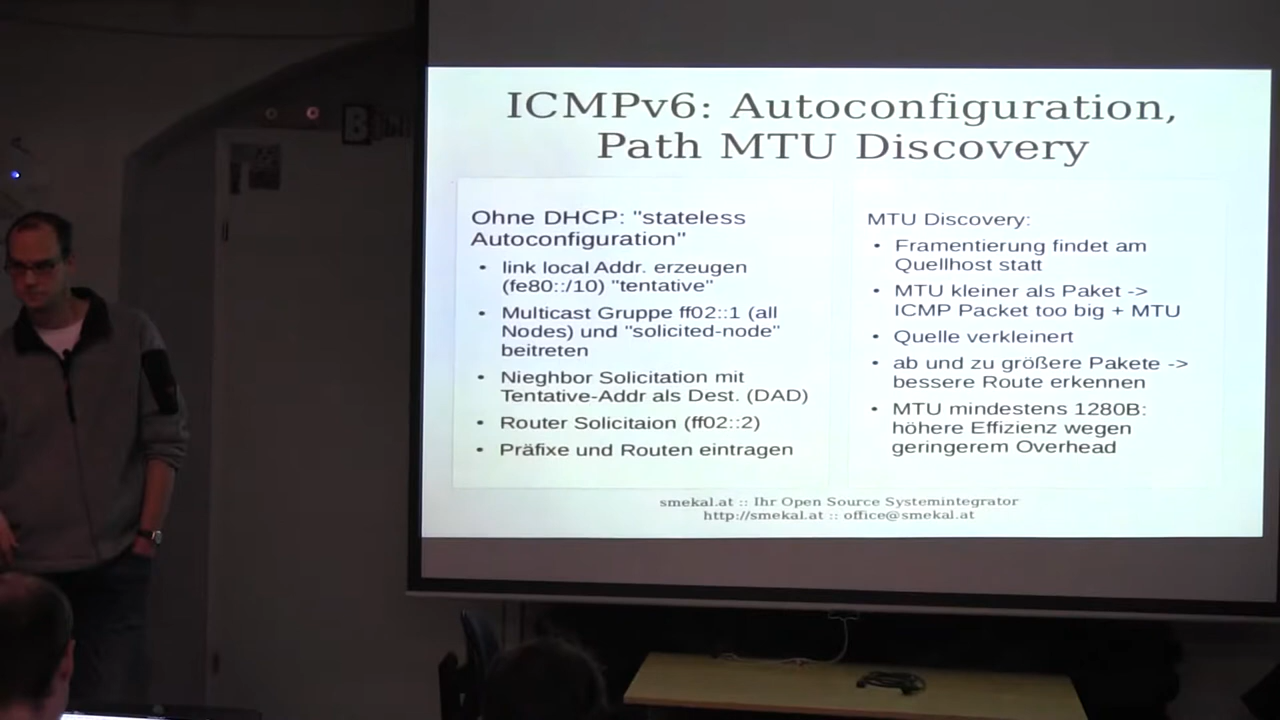 ICMPv6: Autoconfiguration,
Path MTU Discovery
Ohne DHCP: "stateless
Autoconfiguration"
• link local Addr. erzeugen
(fe80::/10) "tentative"
• Multicast Gruppe ff02::1 (all
Nodes) und "solicited-node"
beitreten
• Nieghbor Solicitation mit
Tentative-Addr als Dest. (DAD)
• Router Solicitaion (ff02::2)
• Präfixe und Routen eintragen
MTU Discovery:
• Framentierung findet am
Quellhost statt
• MTU kleiner als Paket ->
ICMP Packet too big + MTU
• Quelle verkleinert
• ab und zu größere Pakete ->
bessere Route erkennen
• MTU mindestens 1280B:
höhere Effizienz wegen
geringerem Overhead
smekal.at :: Ihr Open Source Systemintegrator
http://smekal.at :: office@smekal.at